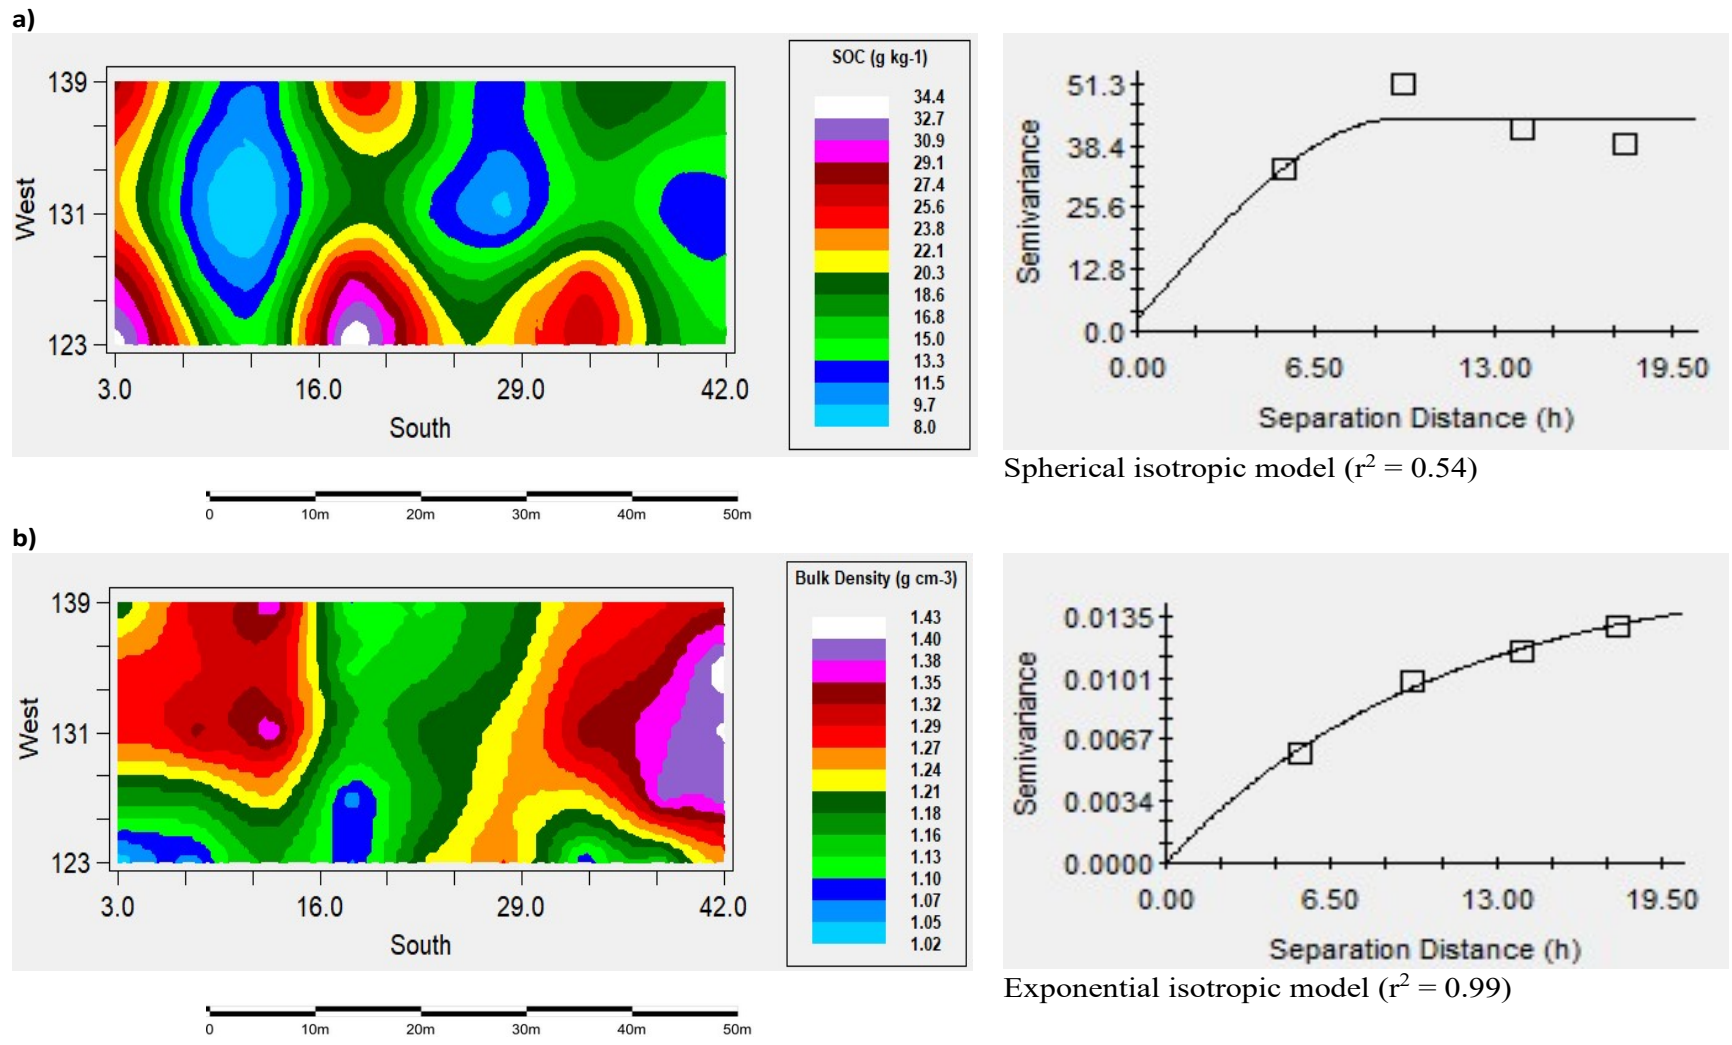 a)
139
131
123
West
3.0 16.0 29.0 42.0
South
SOC (g kg-1)
34.4
32.7
30.9
29.1
27.4
25.6
23.8
22.1
20.3
18.6
16.8
15.0
13.3
11.5
9.7
8.0
51.3
38.4
25.6
12.8
0.0
Semivariance
0.00 6.50 13.00 19.50
Separation Distance (h)
Spherical isotropic model (r² = 0.54)
0 10m 20m 30m 40m 50m
b)
139
131
123
West
3.0 16.0 29.0 42.0
South
Bulk Density (g cm-3)
1.43
1.40
1.38
1.35
1.32
1.29
1.27
1.24
1.21
1.18
1.16
1.13
1.10
1.07
1.05
1.02
0.0135
0.0101
0.0067
0.0034
0.0000
Semivariance
0.00 6.50 13.00 19.50
Separation Distance (h)
Exponential isotropic model (r² = 0.99)
0 10m 20m 30m 40m 50m